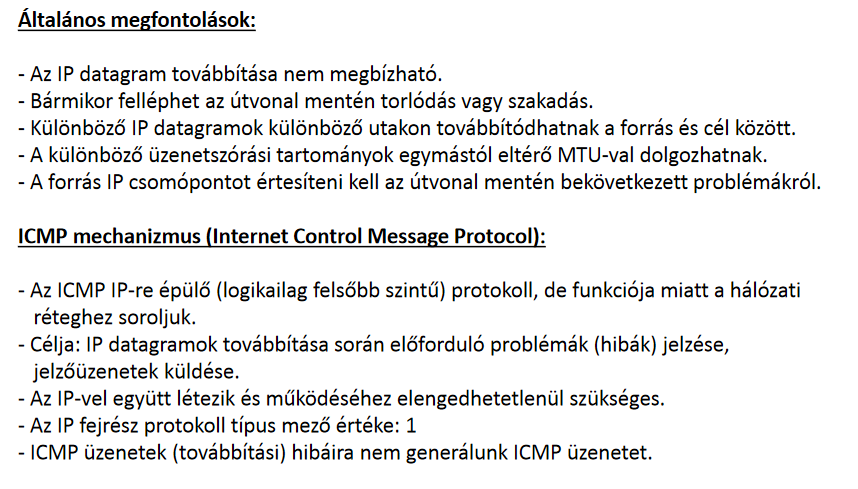 Általános megfontolások:
- Az IP datagram továbbítása nem megbízható.
- Bármikor felléphet az útvonal mentén torlódás vagy szakadás.
- Különböző IP datagramok különböző utakon továbbítódhatnak a forrás és cél között.
- A különböző üzenetszórási tartományok egymástól eltérő MTU-val dolgozhatnak.
- A forrás IP csomópontot értesíteni kell az útvonal mentén bekövetkezett problémákról.
ICMP mechanizmus (Internet Control Message Protocol):
- Az ICMP IP-re épülő (logikailag felsőbb szintű) protokoll, de funkciója miatt a hálózati
réteghez soroljuk.
- Célja: IP datagramok továbbítása során előforduló problémák (hibák) jelzése,
jelzőüzenetek küldése.
- Az IP-vel együtt létezik és működéséhez elengedhetetlenül szükséges.
- Az IP fejrész protokoll típus mező értéke: 1
- ICMP üzenetek (továbbítási) hibáira nem generálunk ICMP üzenetet.